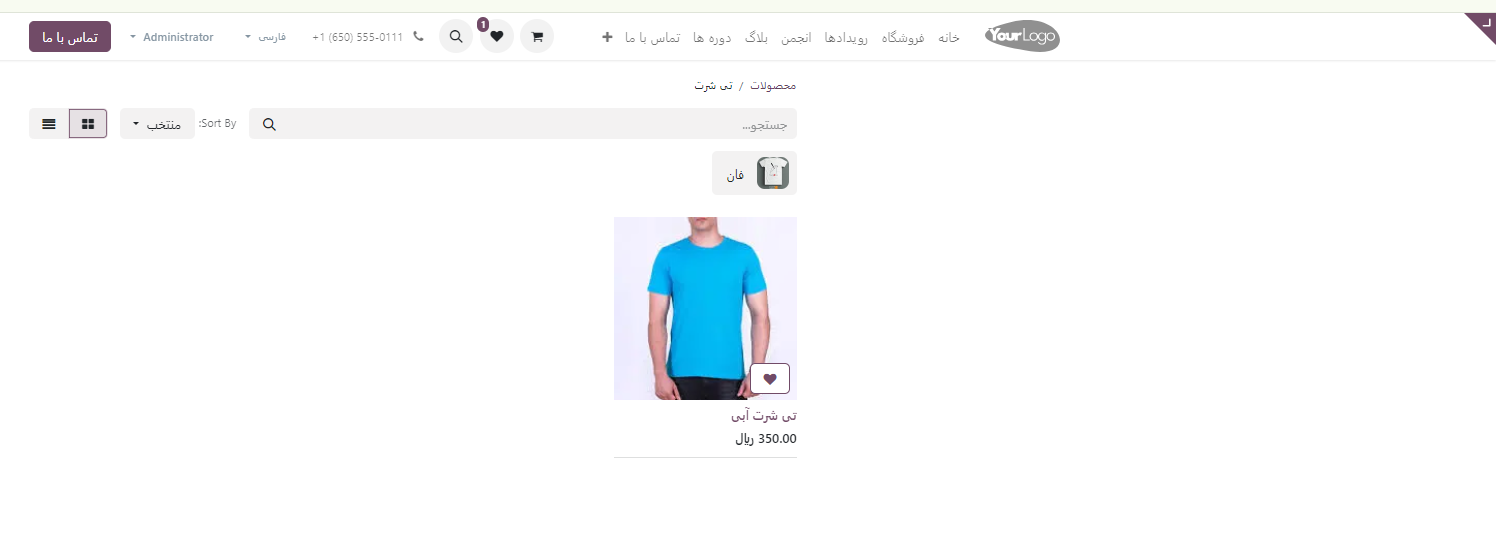 YourLogo
خانه
فروشگاه
رویدادها
انجمن
بلاگ
دوره ها
تماس با ما
1
+1 (650) 555-0111
فارسی
Administrator
تماس با ما
محصولات / تی شرت
جستجو...
Sort By:
منتخب
فان
تی شرت آبی
350.00 ریال